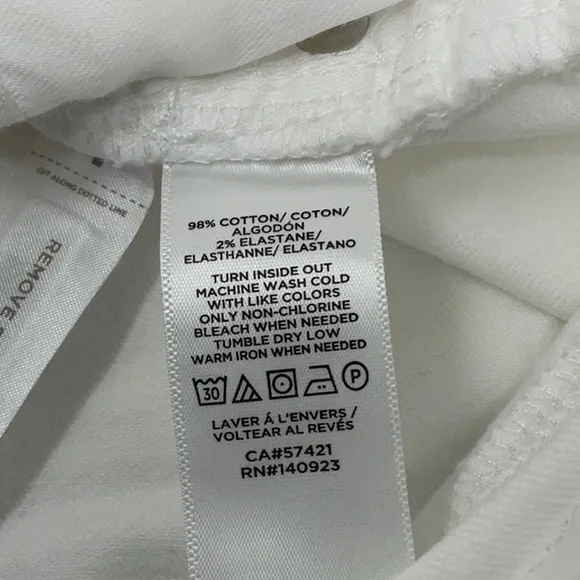 CUT ALONG DOTTED LINE
REMOVE
98% COTTON/ COTON/
ALGODÓN
2% ELASTANE/
ELASTHANNE/ ELASTANO
TURN INSIDE OUT
MACHINE WASH COLD
WITH LIKE COLORS
ONLY NON-CHLORINE
BLEACH WHEN NEEDED
TUMBLE DRY LOW
WARM IRON WHEN NEEDED
30 P
LAVER Á L'ENVERS /
VOLTEAR AL REVÉS
CA#57421
RN#140923